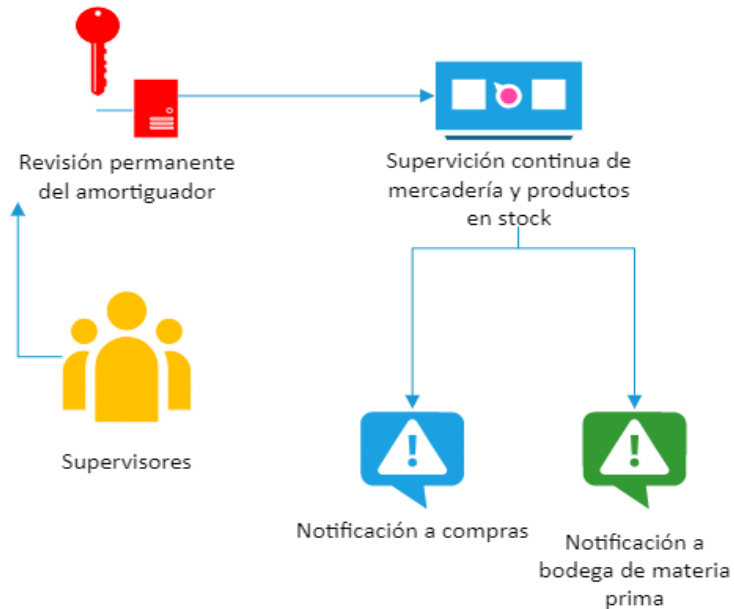 Revisión permanente
del amortiguador
Supervición continua de
mercadería y productos
en stock
Supervisores
Notificación a compras
Notificación a
bodega de materia
prima